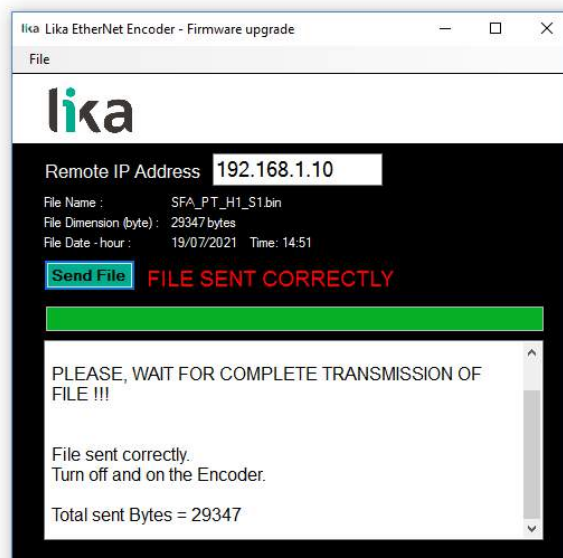 lika Lika EtherNet Encoder - Firmware upgrade
File
lika
Remote IP Address 192.168.1.10
File Name : SFA_PT_H1_S1.bin
File Dimension (byte) : 29347 bytes
File Date - hour : 19/07/2021 Time: 14:51
Send File FILE SENT CORRECTLY
PLEASE, WAIT FOR COMPLETE TRANSMISSION OF
FILE !!!
File sent correctly.
Turn off and on the Encoder.
Total sent Bytes = 29347